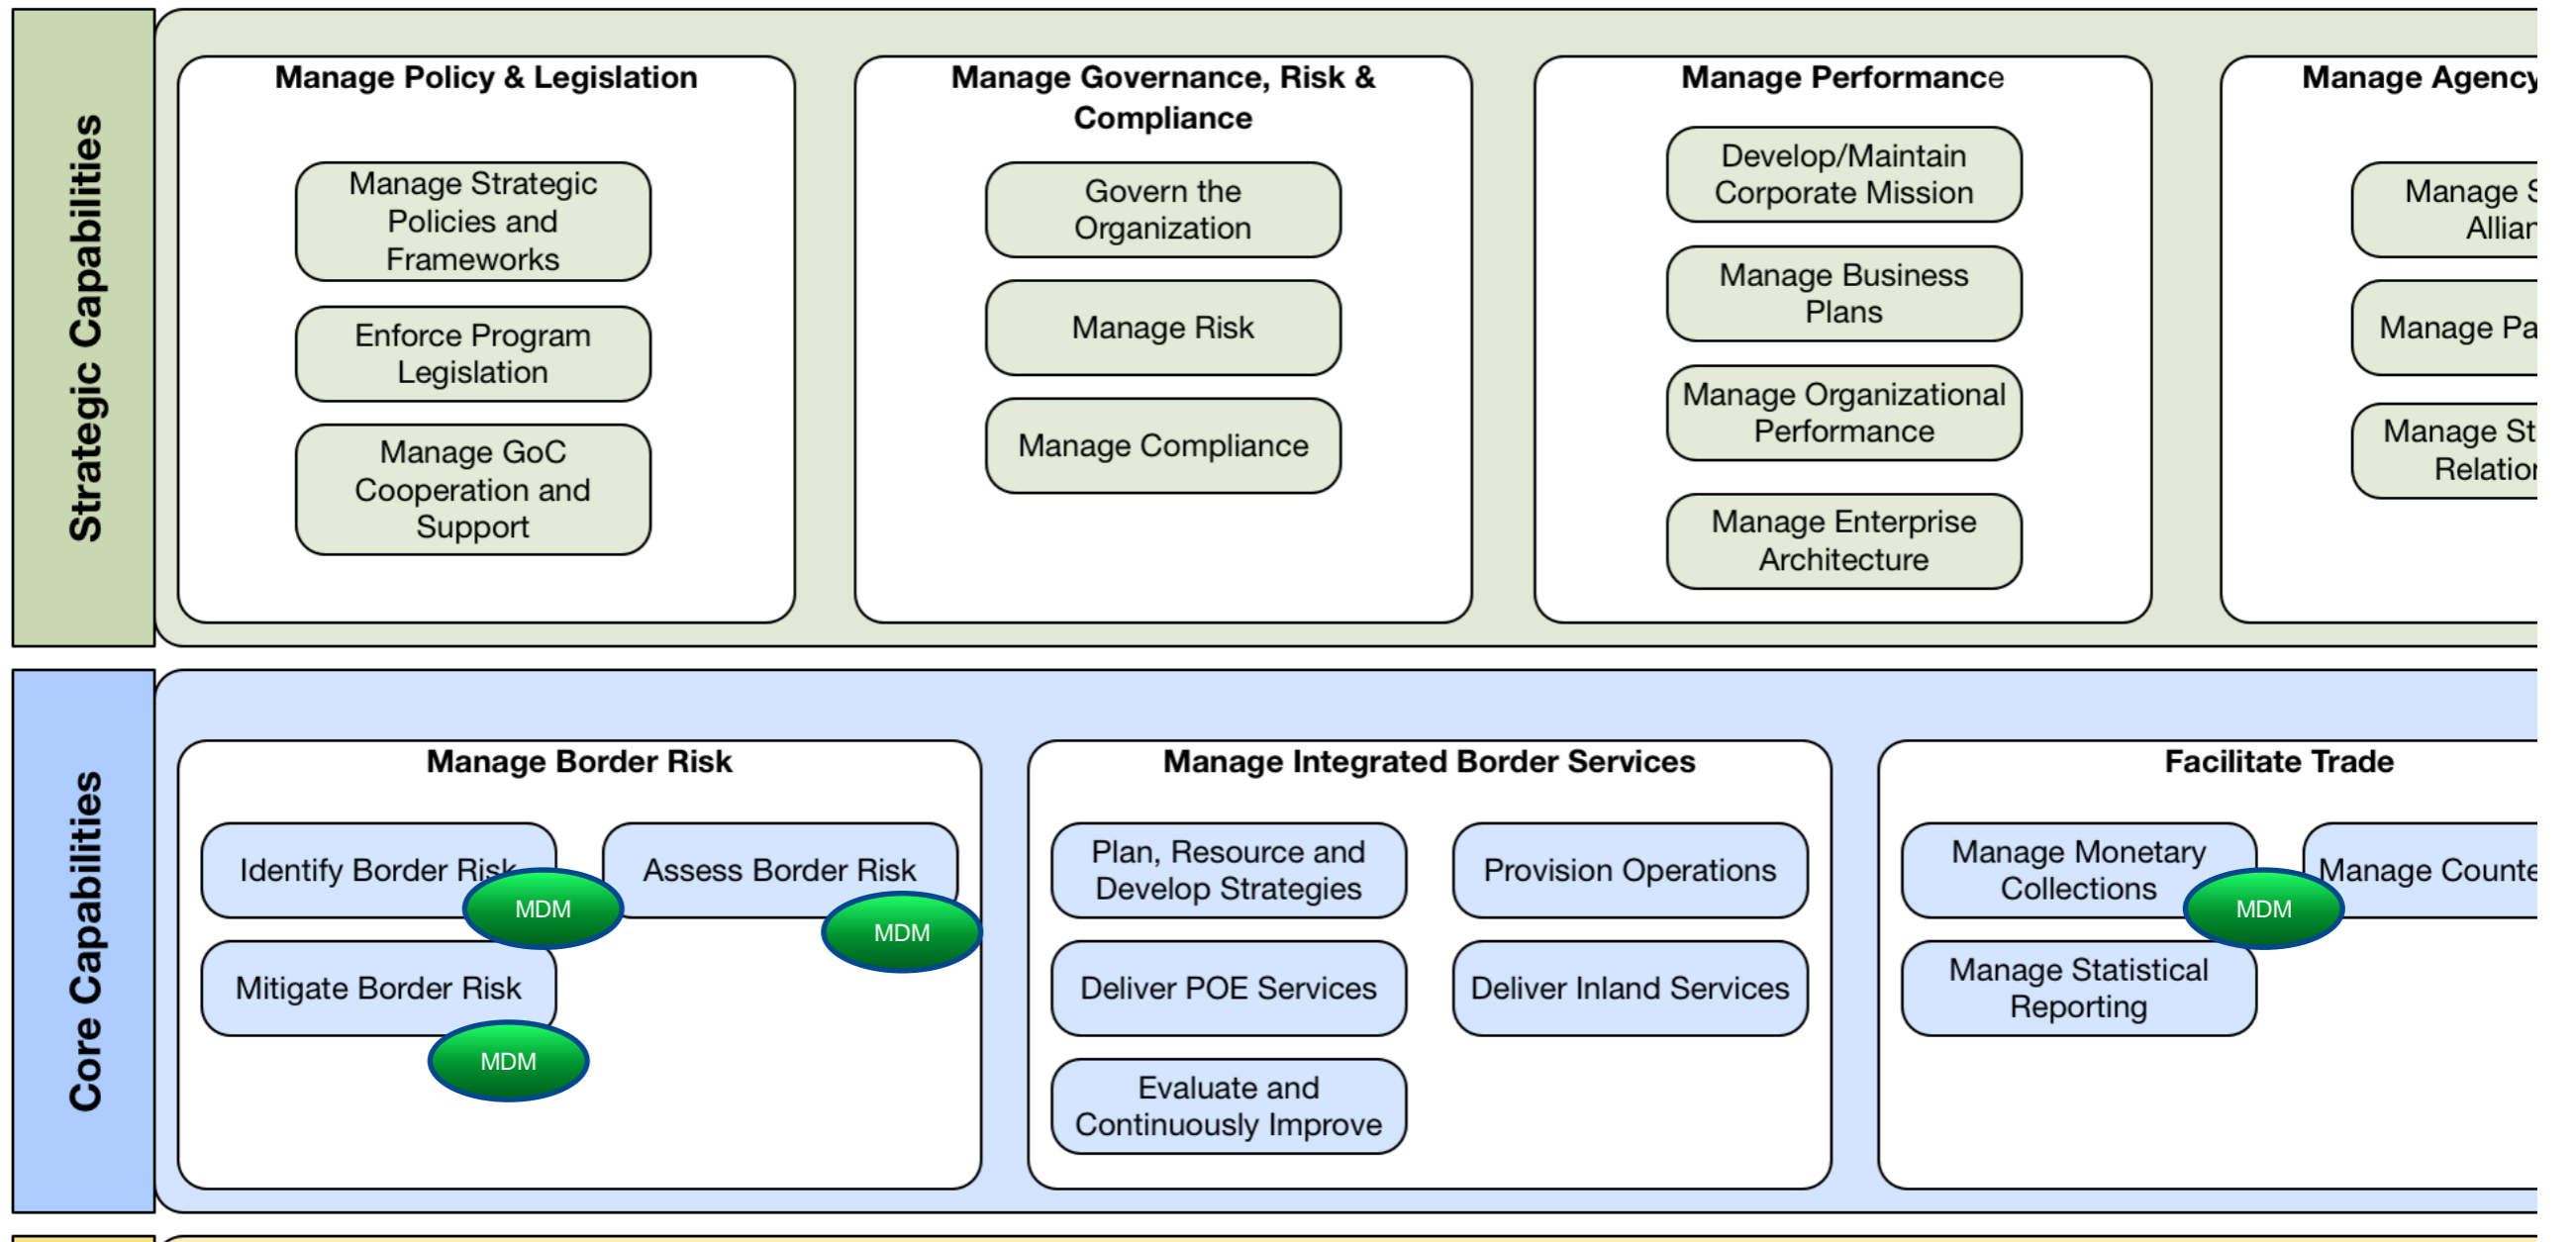 Strategic Capabilities
Manage Policy & Legislation
Manage Strategic
Policies and
Frameworks
Enforce Program
Legislation
Manage GoC
Cooperation and
Support
Manage Governance, Risk &
Compliance
Govern the
Organization
Manage Risk
Manage Compliance
Manage Performance
Develop/Maintain
Corporate Mission
Manage Business
Plans
Manage Organizational
Performance
Manage Enterprise
Architecture
Manage Agency
Manage
Manage
Manage
Core Capabilities
Manage Border Risk
Identify Border Risk
MDM
Assess Border Risk
MDM
Mitigate Border Risk
MDM
Manage Integrated Border Services
Plan, Resource and
Develop Strategies
Provision Operations
Deliver POE Services
Deliver Inland Services
Evaluate and
Continuously Improve
Facilitate Trade
Manage Monetary
Collections
MDM
Manage
Manage Statistical
Reporting